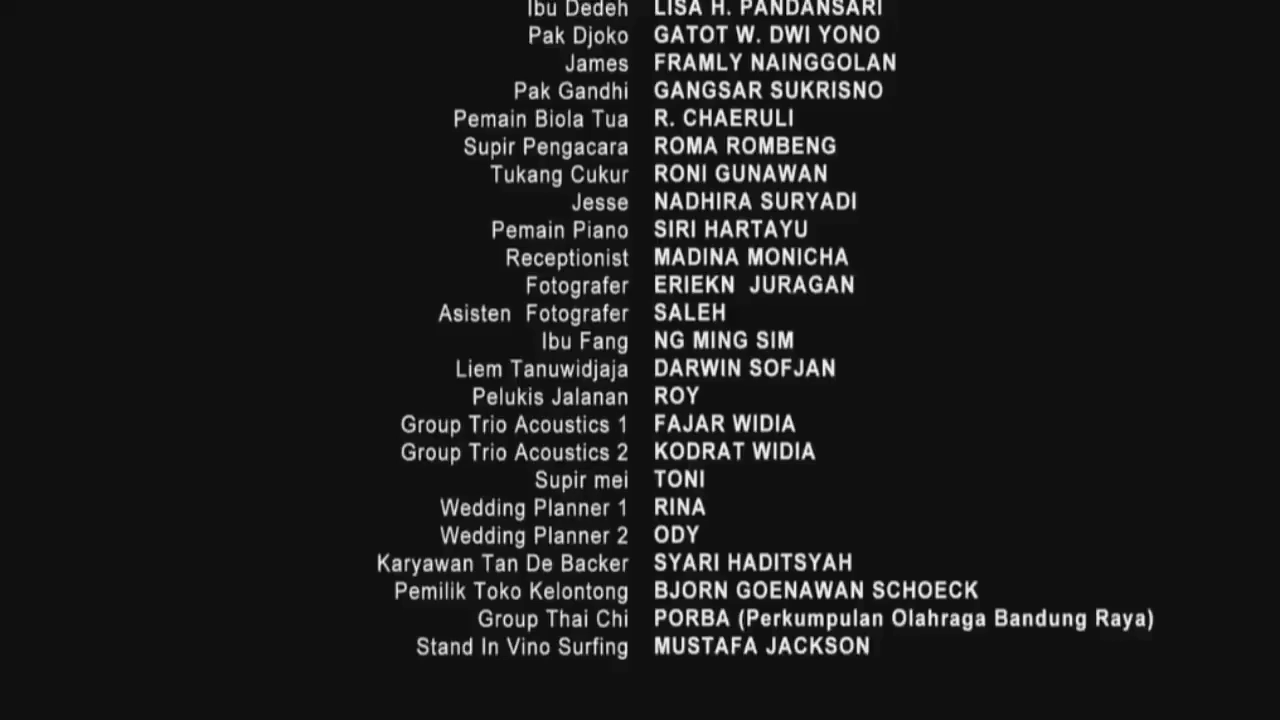 Ibu Dedeh LISA H. PANDANSARI
Pak Djoko GATOT W. DWI YONO
James FRAMLY NAINGGOLAN
Pak Gandhi GANGSAR SUKRISNO
Pemain Biola Tua R. CHAERULI
Supir Pengacara ROMA ROMBENG
Tukang Cukur RONI GUNAWAN
Jesse NADHIRA SURYADI
Pemain Piano SIRI HARTAYU
Receptionist MADINA MONICHA
Fotografer ERIEKN JURAGAN
Asisten Fotografer SALEH
Ibu Fang NG MING SIM
Liem Tanuwidjaja DARWIN SOFJAN
Pelukis Jalanan ROY
Group Trio Acoustics 1 FAJAR WIDIA
Group Trio Acoustics 2 KODRAT WIDIA
Supir mei TONI
Wedding Planner 1 RINA
Wedding Planner 2 ODY
Karyawan Tan De Backer SYARI HADITSYAH
Pemilik Toko Kelontong BJORN GOENAWAN SCHOECK
Group Thai Chi PORBA (Perkumpulan Olahraga Bandung Raya)
Stand In Vino Surfing MUSTAFA JACKSON